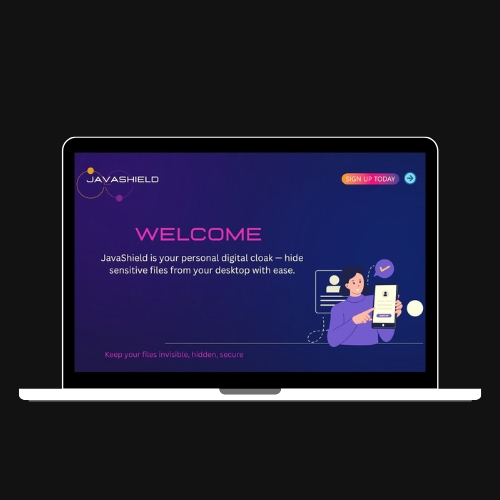 JAVASHIELD
SIGN UP TODAY
WELCOME
JavaShield is your personal digital cloak — hide
sensitive files from your desktop with ease.
Keep your files invisible, hidden, secure